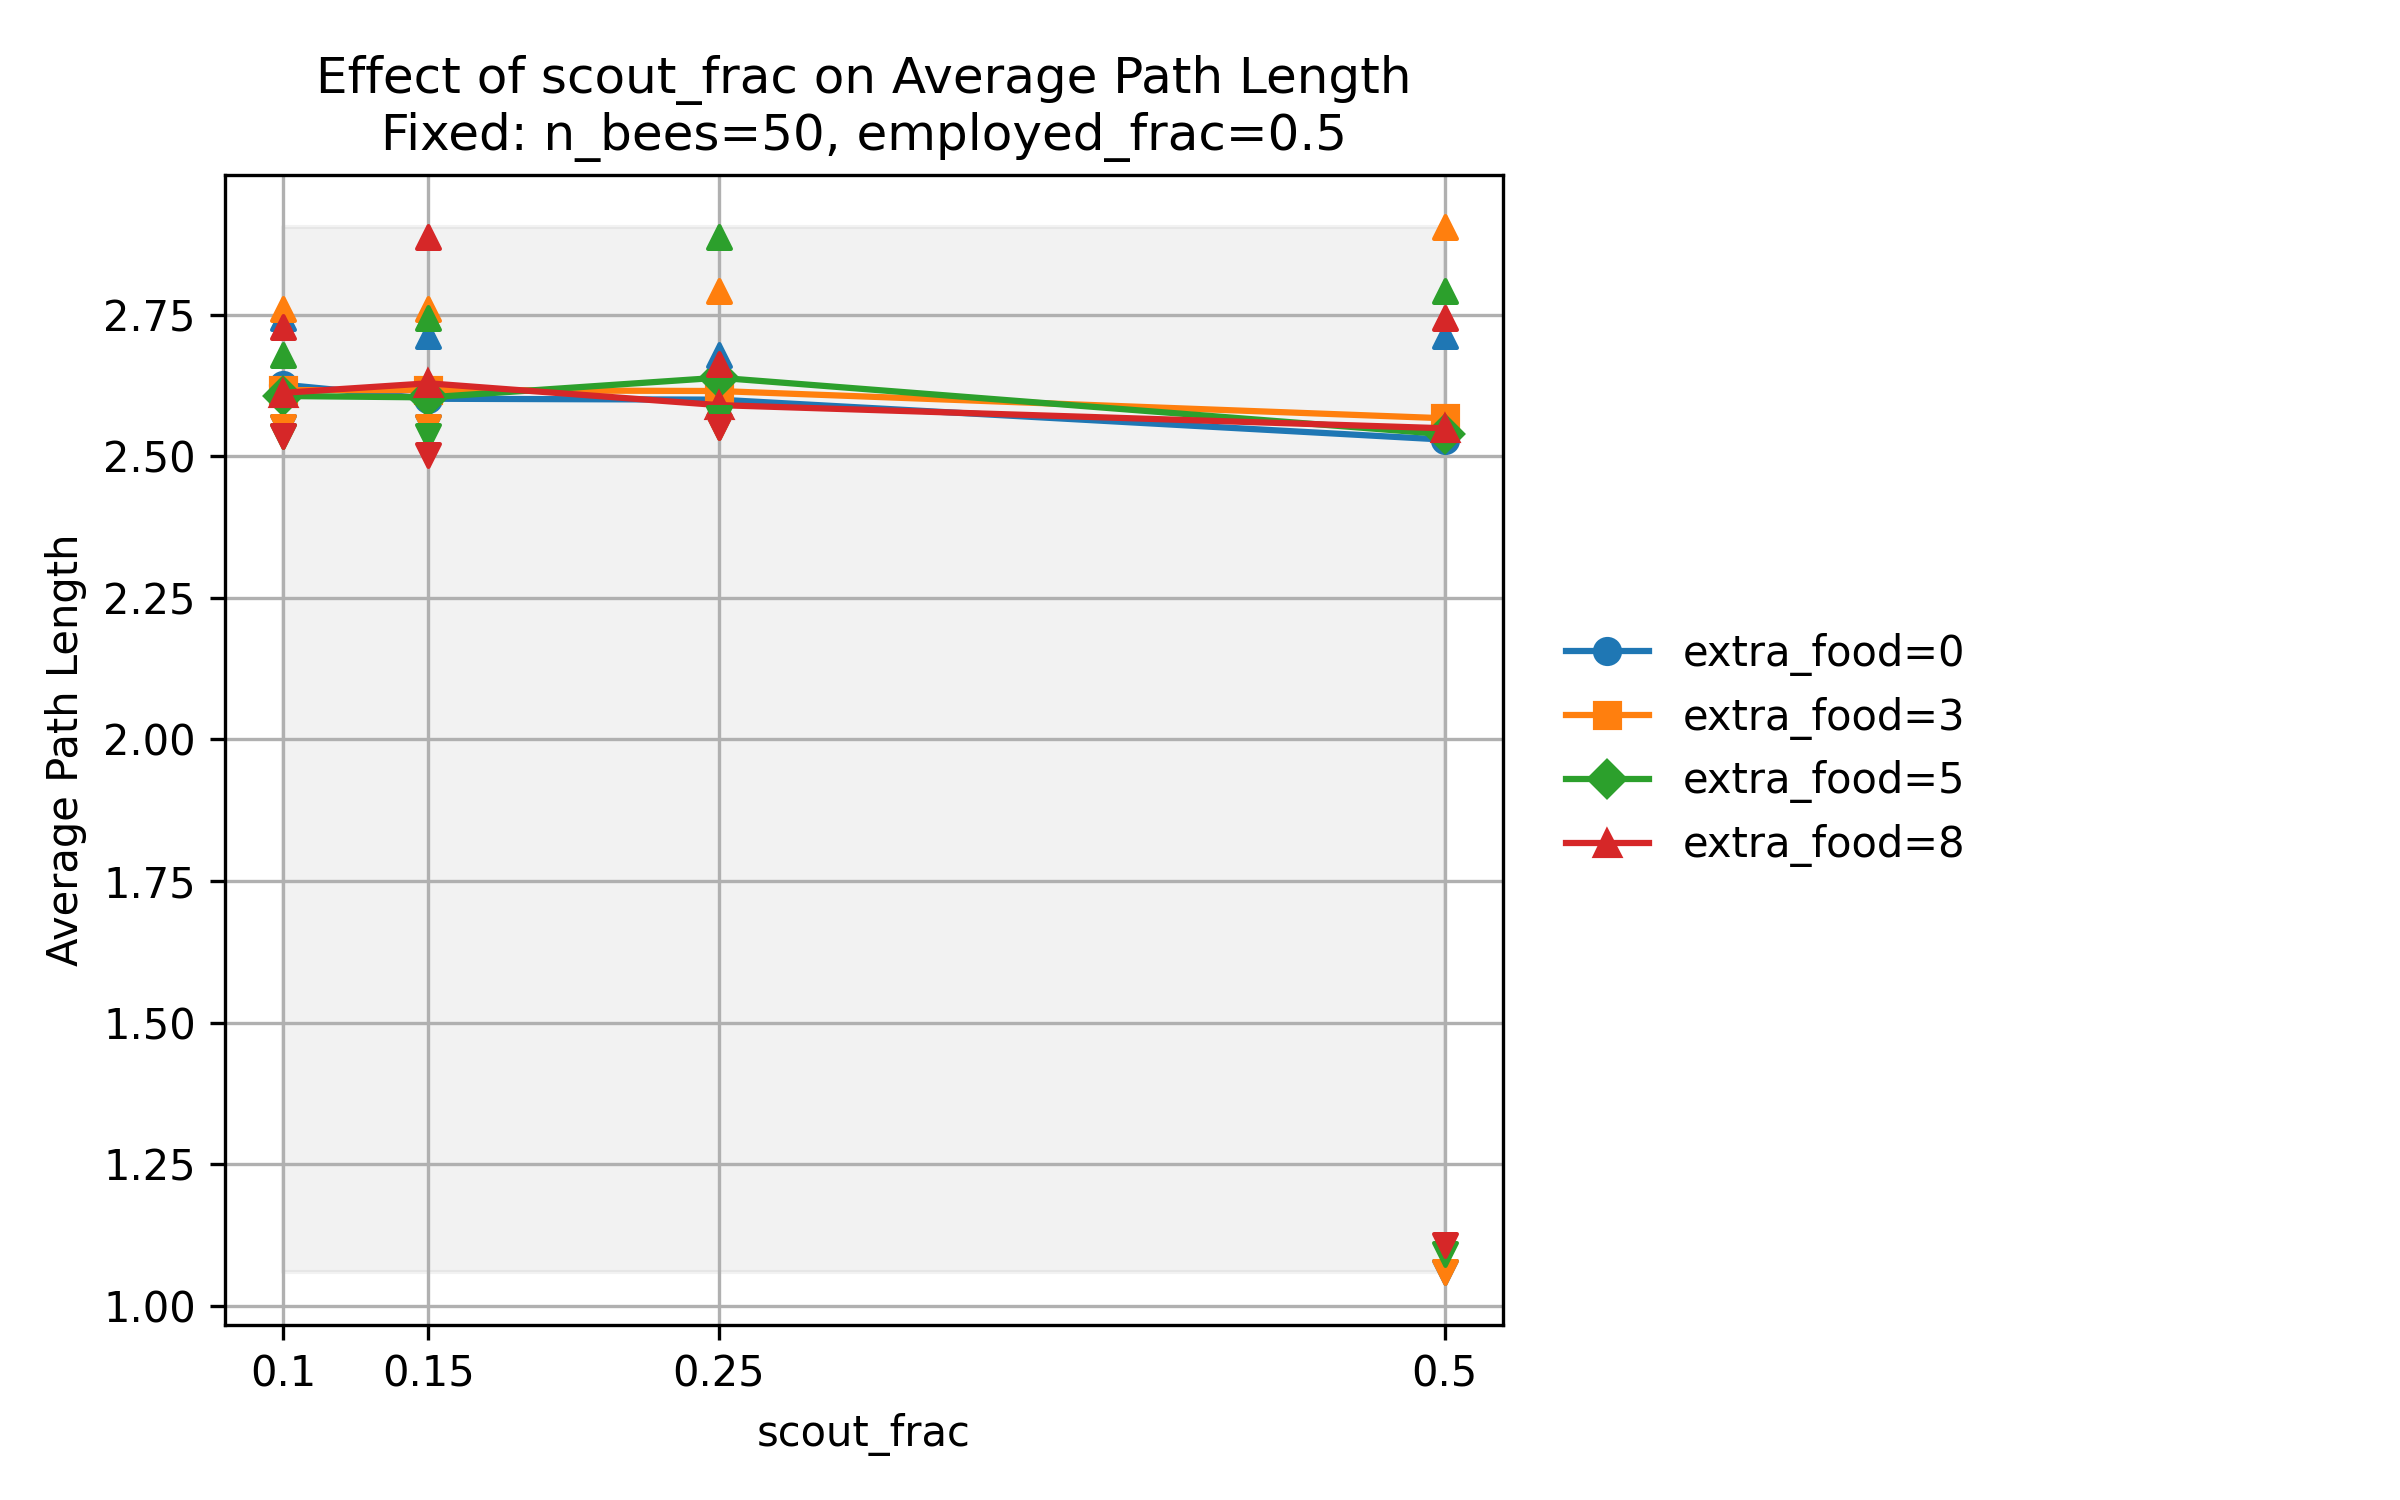 Effect of scout_frac on Average Path Length
Fixed: n_bees=50, employed_frac=0.5
Average Path Length
2.75
2.50
2.25
2.00
1.75
1.50
1.25
1.00
0.1
0.15
0.25
0.5
scout_frac
extra_food=0
extra_food=3
extra_food=5
extra_food=8